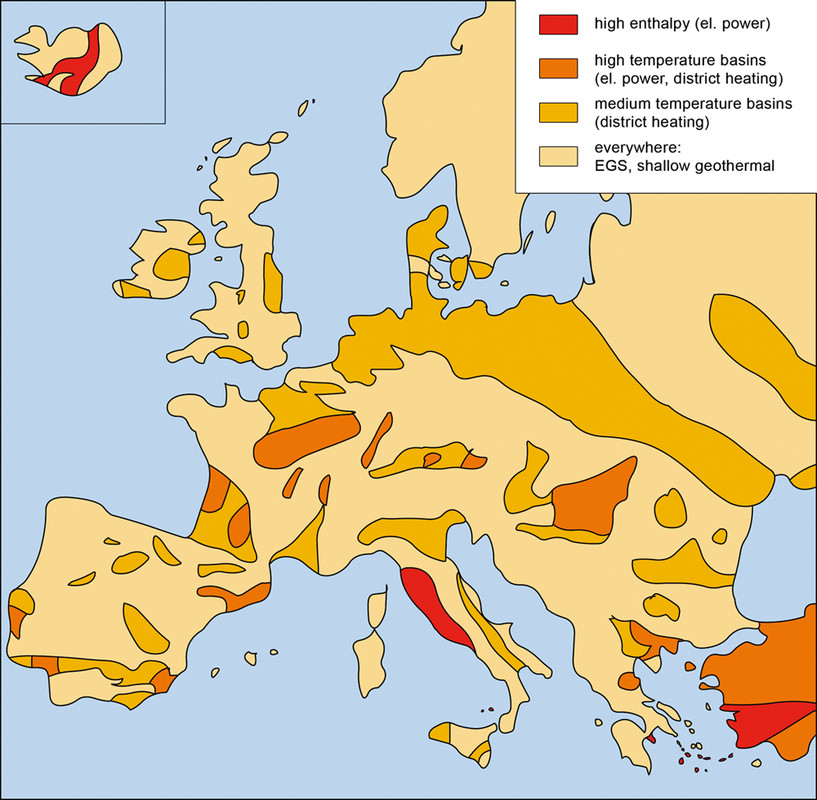 high enthalpy (el. power)
high temperature basins
(el. power, district heating)
medium temperature basins
(district heating)
everywhere:
EGS, shallow geothermal